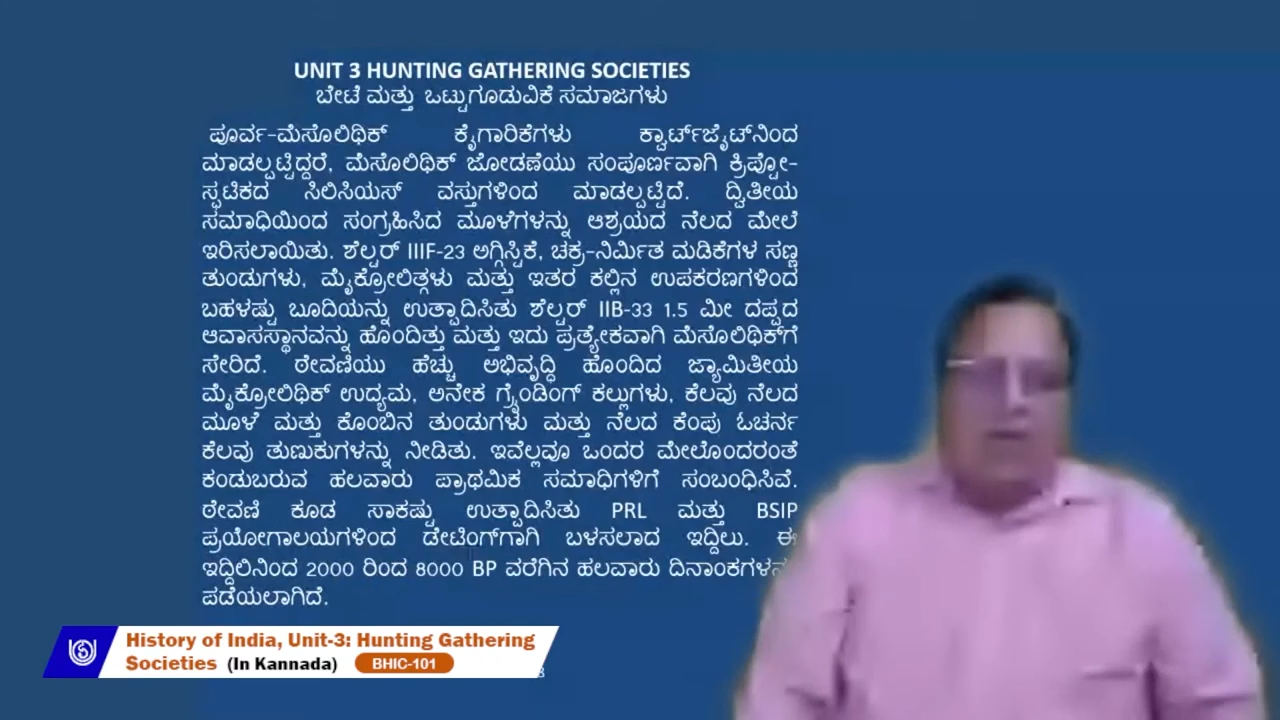 UNIT 3 HUNTING GATHERING SOCIETIES
ಬೇಟೆ ಮತ್ತು ಒಟ್ಟುಗೂಡುವಿಕೆ ಸಮಾಜಗಳು
ಪೂರ್ವ-ಮೆಸೊಲಿಥಿಕ್ ಕೈಗಾರಿಕೆಗಳು ಕ್ವಾರ್ಟ್‌ಜೈಟ್‌ನಿಂದ
ಮಾಡಲ್ಪಟ್ಟಿದ್ದರೆ, ಮೆಸೊಲಿಥಿಕ್ ಜೋಡಣೆಯು ಸಂಪೂರ್ಣವಾಗಿ ಕ್ರಿಪ್ಟೋ-
ಸ್ಫಟಿಕದ ಸಿಲಿಸಿಯಸ್ ವಸ್ತುಗಳಿಂದ ಮಾಡಲ್ಪಟ್ಟಿದೆ. ದ್ವಿತೀಯ
ಸಮಾಧಿಯಿಂದ ಸಂಗ್ರಹಿಸಿದ ಮೂಳೆಗಳನ್ನು ಆಶ್ರಯದ ನೆಲದ ಮೇಲೆ
ಇರಿಸಲಾಯಿತು. ಶೆಲ್ಟರ್ IIIF-23 ಅಗ್ಗಿಸ್ಟಿಕೆ, ಚಕ್ರ-ನಿರ್ಮಿತ ಮಡಿಕೆಗಳ ಸಣ್ಣ
ತುಂಡುಗಳು, ಮೈಕ್ರೋಲಿತ್ಗಳು ಮತ್ತು ಇತರ ಕಲ್ಲಿನ ಉಪಕರಣಗಳಿಂದ
ಬಹಳಷ್ಟು ಬೂದಿಯನ್ನು ಉತ್ಪಾದಿಸಿತು ಶೆಲ್ಟರ್ IIB-33 1.5 ಮೀ ದಪ್ಪದ
ಆವಾಸಸ್ಥಾನವನ್ನು ಹೊಂದಿತ್ತು ಮತ್ತು ಇದು ಪ್ರತ್ಯೇಕವಾಗಿ ಮೆಸೊಲಿಥಿಕ್‌ಗೆ
ಸೇರಿದೆ. ಠೇವಣಿಯು ಹೆಚ್ಚು ಅಭಿವೃದ್ಧಿ ಹೊಂದಿದ ಜ್ಯಾಮಿತೀಯ
ಮೈಕ್ರೋಲಿಥಿಕ್ ಉದ್ಯಮ, ಅನೇಕ ಗ್ರೈಂಡಿಂಗ್ ಕಲ್ಲುಗಳು, ಕೆಲವು ನೆಲದ
ಮೂಳೆ ಮತ್ತು ಕೊಂಬಿನ ತುಂಡುಗಳು ಮತ್ತು ನೆಲದ ಕೆಂಪು ಓಚರ್ನ
ಕೆಲವು ತುಣುಕುಗಳನ್ನು ನೀಡಿತು. ಇವೆಲ್ಲವೂ ಒಂದರ ಮೇಲೊಂದರಂತೆ
ಕಂಡುಬರುವ ಹಲವಾರು ಪ್ರಾಥಮಿಕ ಸಮಾಧಿಗಳಿಗೆ ಸಂಬಂಧಿಸಿವೆ.
ಠೇವಣಿ ಕೂಡ ಸಾಕಷ್ಟು ಉತ್ಪಾದಿಸಿತು PRL ಮತ್ತು BSIP
ಪ್ರಯೋಗಾಲಯಗಳಿಂದ ಡೇಟಿಂಗ್‌ಗಾಗಿ ಬಳಸಲಾದ ಇದ್ದಿಲು. ಈ
ಇದ್ದಿಲಿನಿಂದ 2000 ರಿಂದ 8000 BP ವರೆಗಿನ ಹಲವಾರು
ಪಡೆಯಲಾಗಿದೆ.
History of India, Unit-3: Hunting Gathering
Societies (In Kannada) BHIC-101